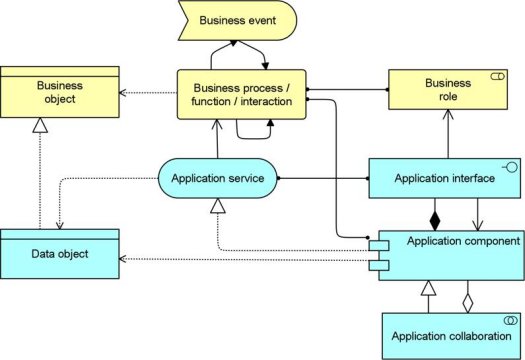 Business event
Business
object
Business process /
function / interaction
Business
role
Application service
Application interface
Data object
Application component
Application collaboration